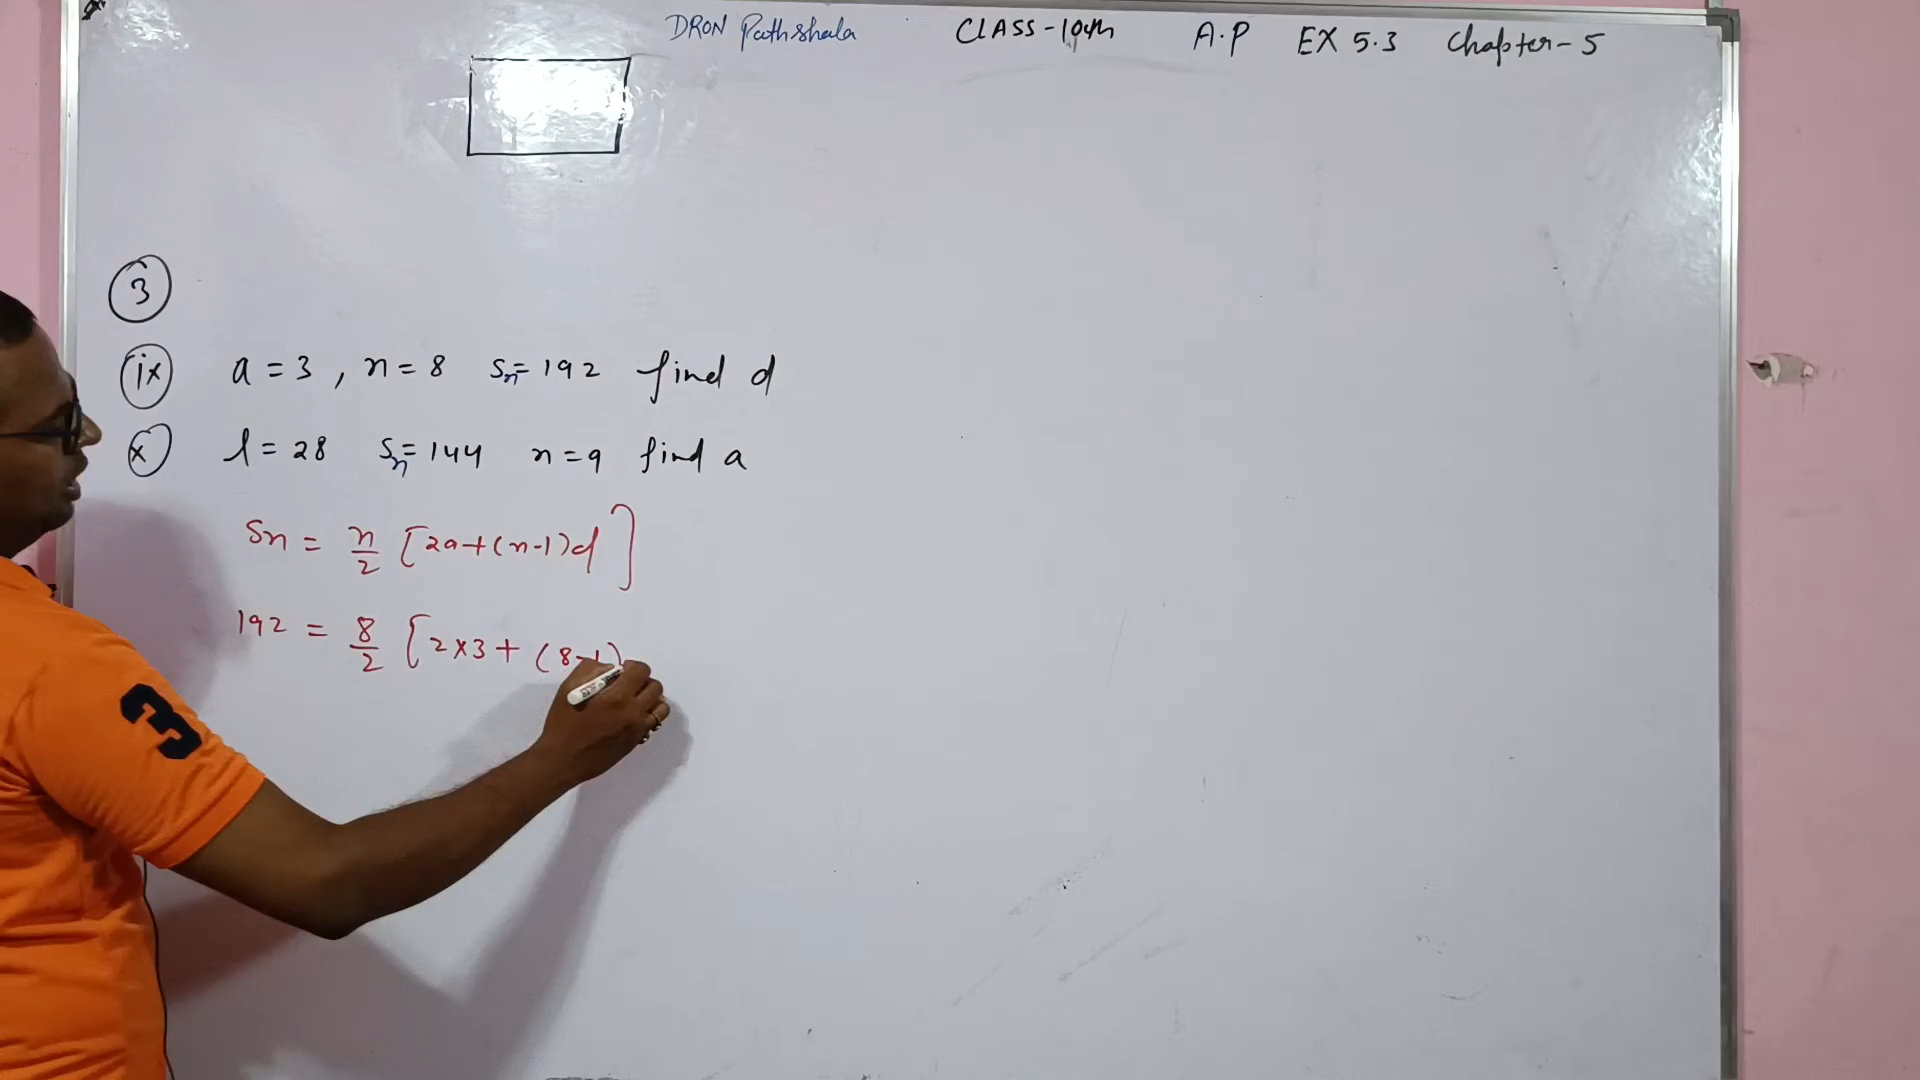 DRON Pathshala CLASS-10th A.P EX 5.3 Chapter-5
3
ix a = 3 , n = 8 Sn = 192 find d
x l = 28 Sn = 144 n = 9 find a
Sn = n/2 [2a+(n-1)d]
192 = 8/2 [2×3+(8-1)
3